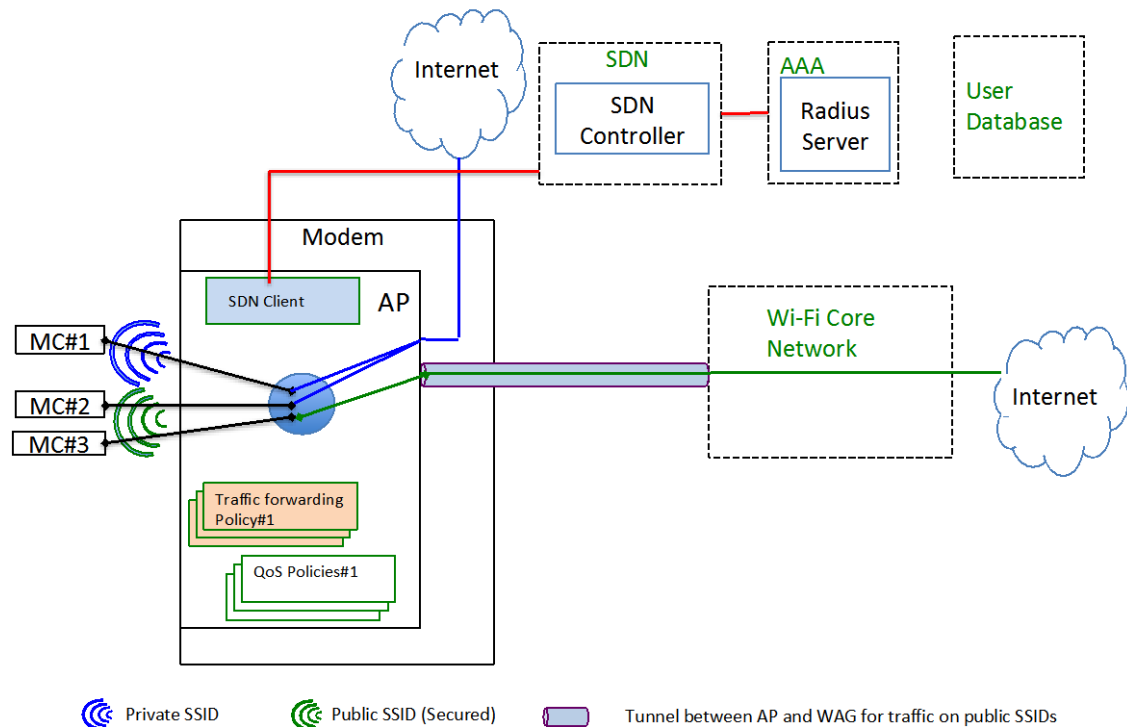 Internet
SDN
SDN
Controller
AAA
Radius
Server
User
Database
Modem
SDN Client
AP
MC#1
MC#2
MC#3
Wi-Fi Core
Network
Internet
Traffic forwarding
Policy#1
QoS Policies#1
Private SSID
Public SSID (Secured)
Tunnel between AP and WAG for traffic on public SSIDs